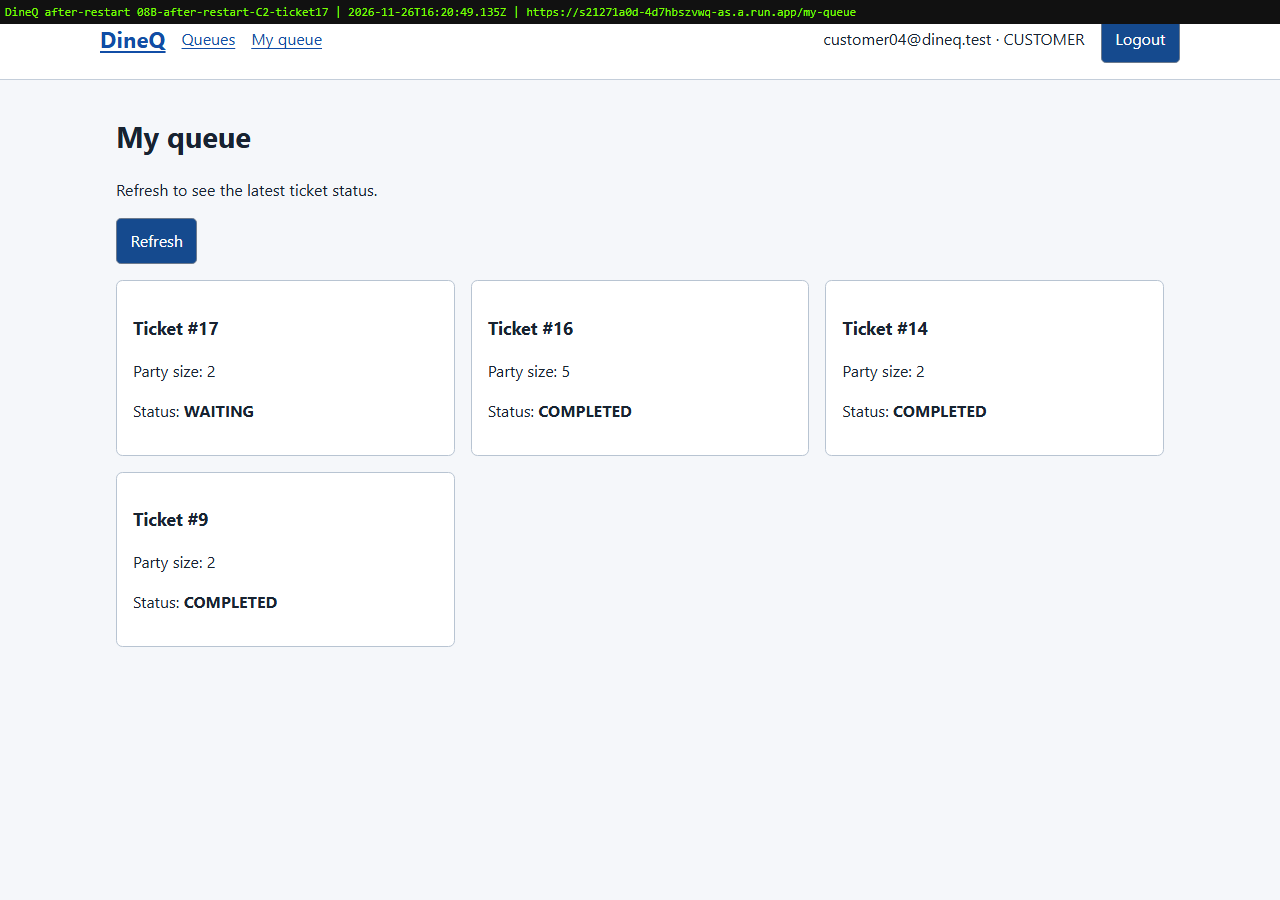 DineQ after-restart 08B-after-restart-C2-ticket17 | 2026-11-26T16:20:49.135Z | https://s21271a0d-4d7hbszvwq-as.a.run.app/my-queue
DineQ Queues My queue customer04@dineq.test · CUSTOMER Logout
My queue
Refresh to see the latest ticket status.
Refresh
Ticket #17
Party size: 2
Status: WAITING
Ticket #16
Party size: 5
Status: COMPLETED
Ticket #14
Party size: 2
Status: COMPLETED
Ticket #9
Party size: 2
Status: COMPLETED